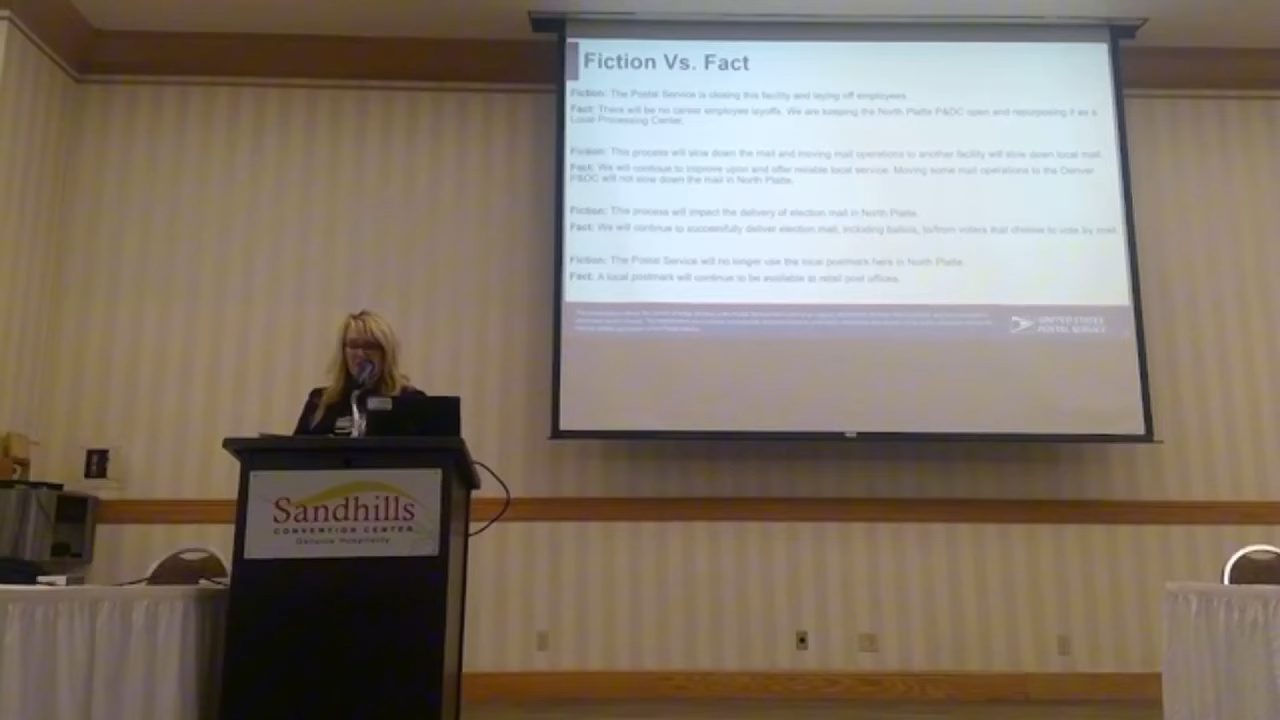 Fiction Vs. Fact
Fiction: The Postal Service is closing this facility and laying off employees.
Fact: There will be no career employee layoffs. We are keeping the North Platte P&DC open and repurposing it as a
Local Processing Center.
Fiction: This process will slow down the mail and moving mail operations to another facility will slow down local mail.
Fact: We will continue to improve upon and offer reliable local service. Moving some mail operations to the Denver
P&DC will not slow down the mail in North Platte.
Fiction: This process will impact the delivery of election mail in North Platte.
Fact: We will continue to successfully deliver election mail, including ballots, to/from voters that choose to vote by mail.
Fiction: The Postal Service will no longer use the local postmark here in North Platte.
Fact: A local postmark will continue to be available at retail post offices.
UNITED STATES
POSTAL SERVICE
Sandhills
CONVENTION CENTER
Genuine Hospitality